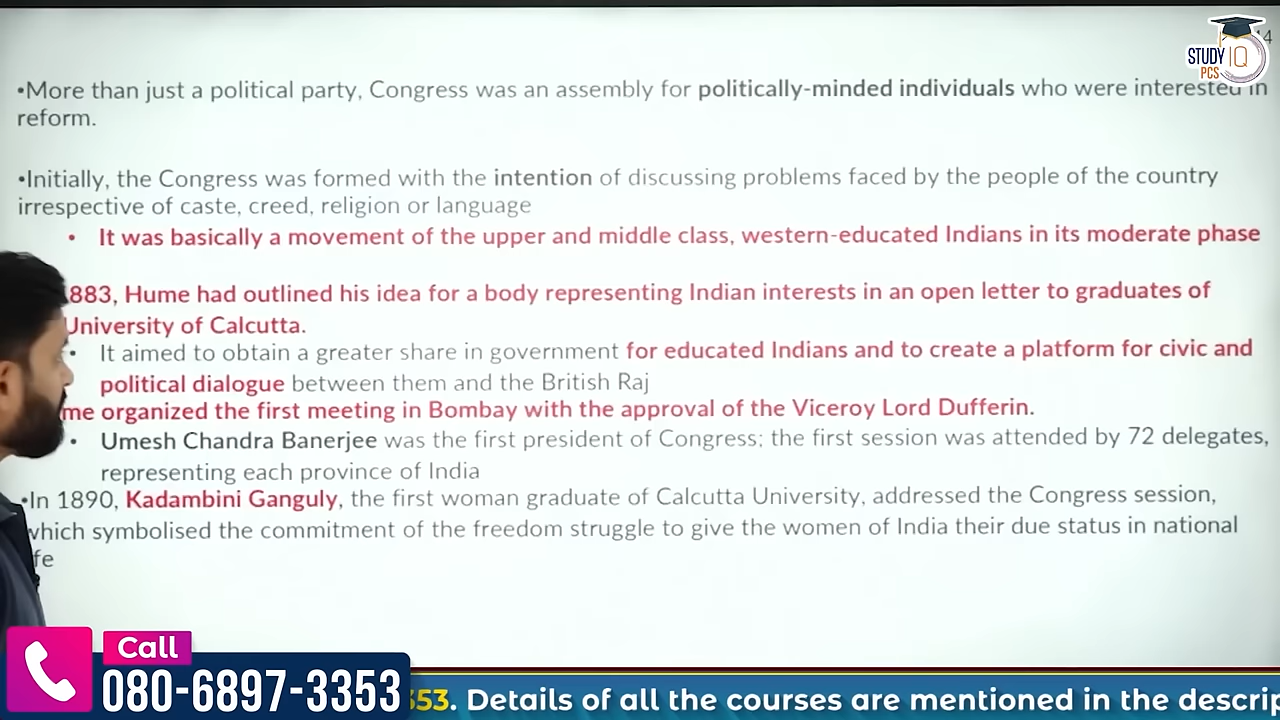 STUDY IQ
PCS
4
•More than just a political party, Congress was an assembly for politically-minded individuals who were interested in
reform.
•Initially, the Congress was formed with the intention of discussing problems faced by the people of the country
irrespective of caste, creed, religion or language
• It was basically a movement of the upper and middle class, western-educated Indians in its moderate phase
883, Hume had outlined his idea for a body representing Indian interests in an open letter to graduates of
University of Calcutta.
• It aimed to obtain a greater share in government for educated Indians and to create a platform for civic and
political dialogue between them and the British Raj
me organized the first meeting in Bombay with the approval of the Viceroy Lord Dufferin.
• Umesh Chandra Banerjee was the first president of Congress; the first session was attended by 72 delegates,
representing each province of India
•In 1890, Kadambini Ganguly, the first woman graduate of Calcutta University, addressed the Congress session,
which symbolised the commitment of the freedom struggle to give the women of India their due status in national
fe
Call
080-6897-3353
353. Details of all the courses are mentioned in the descrip